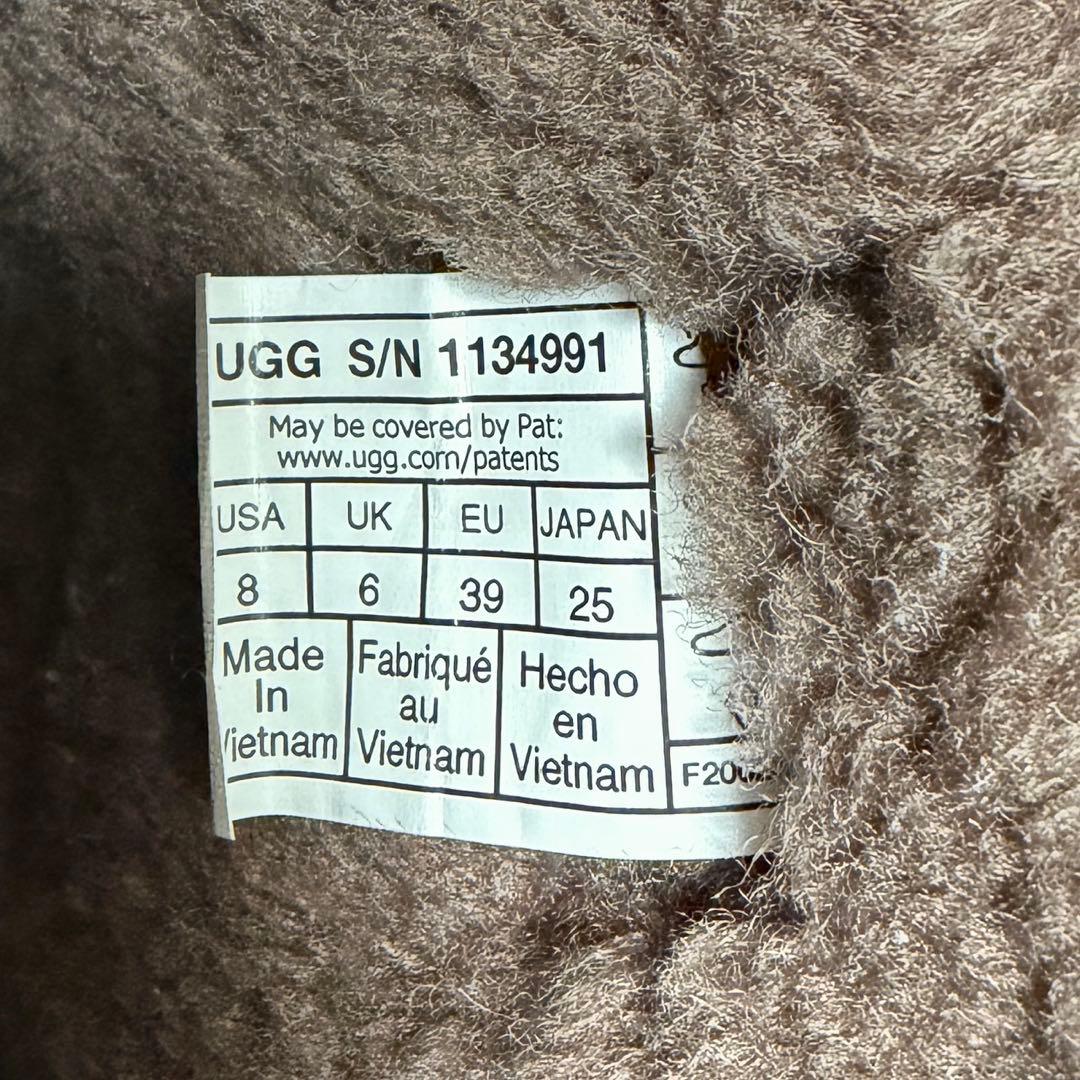 UGG S/N 1134991
May be covered by Pat:
www.ugg.com/patents
USA UK EU JAPAN
8 6 39 25
Made
In
Vietnam
Fabriqué
au
Vietnam
Hecho
en
Vietnam